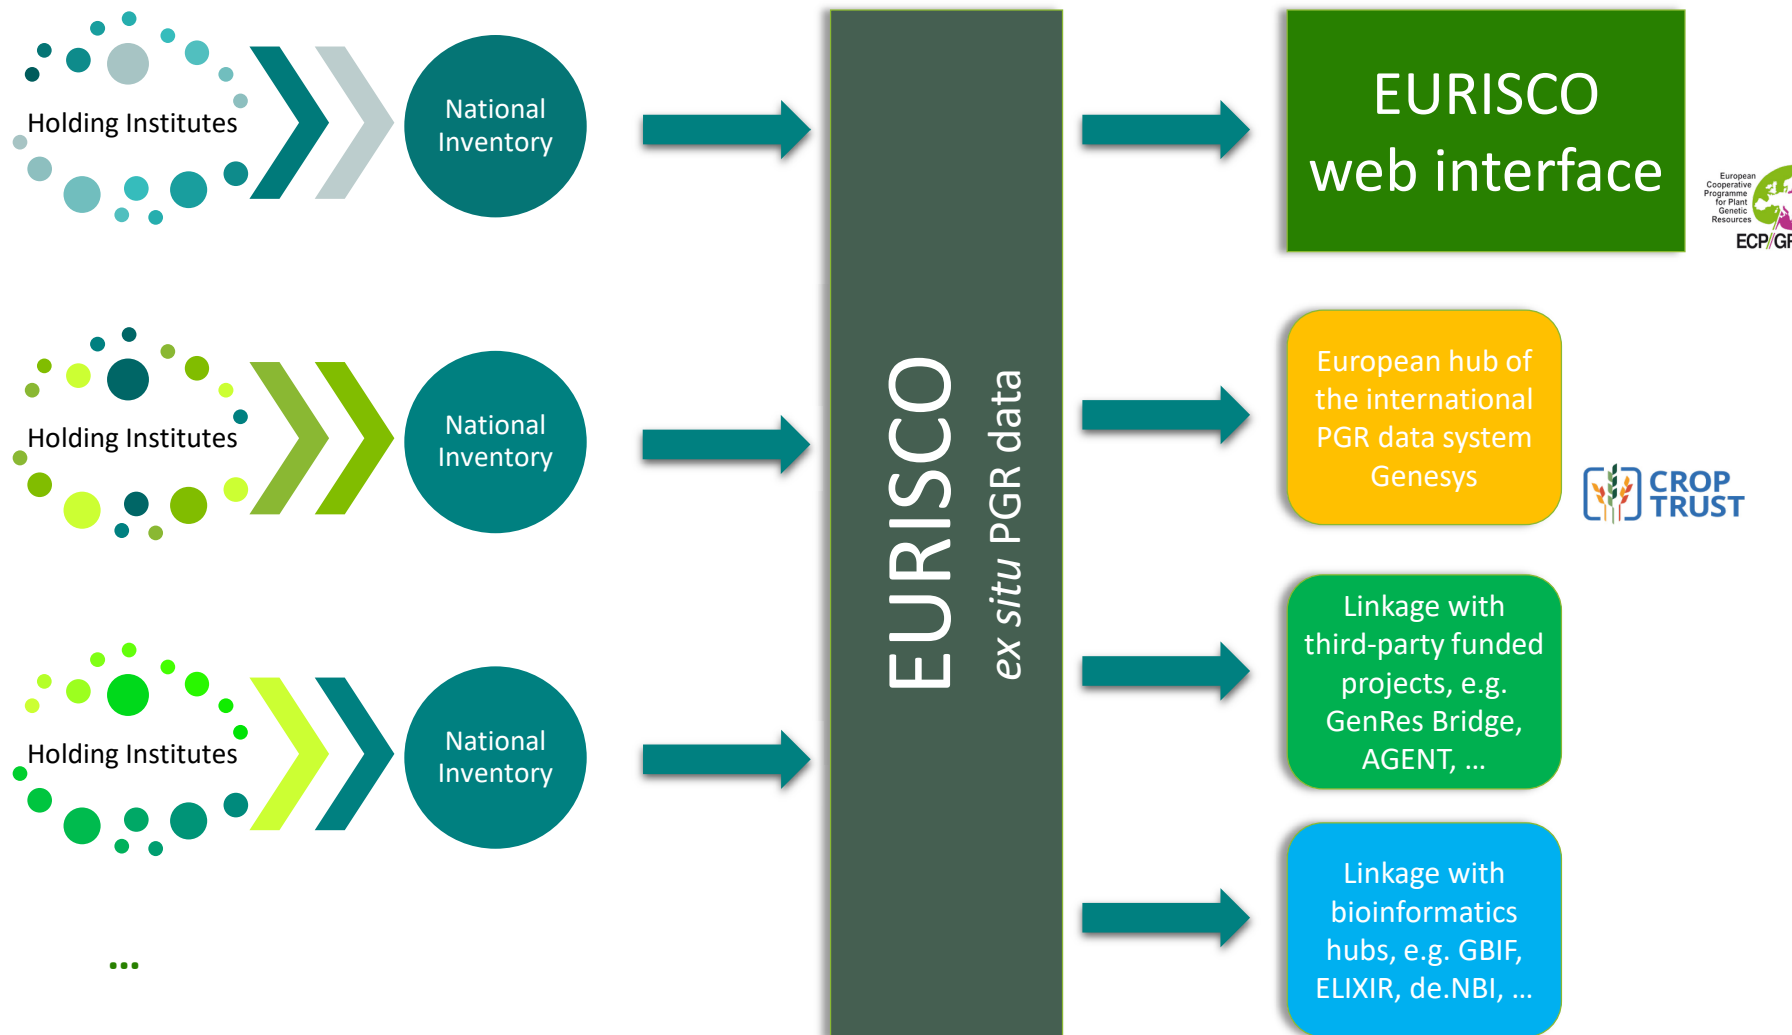 Holding Institutes
National
Inventory
Holding Institutes
National
Inventory
Holding Institutes
National
Inventory
...
EURISCO
ex situ PGR data
EURISCO
web interface
European
Cooperative
Programme
for Plant
Genetic
Resources
European hub of
the international
PGR data system
Genesys
CROP
TRUST
Linkage with
third-party funded
projects, e.g.
GenRes Bridge,
AGENT, ...
Linkage with
bioinformatics
hubs, e.g. GBIF,
ELIXIR, de.NBI, ...